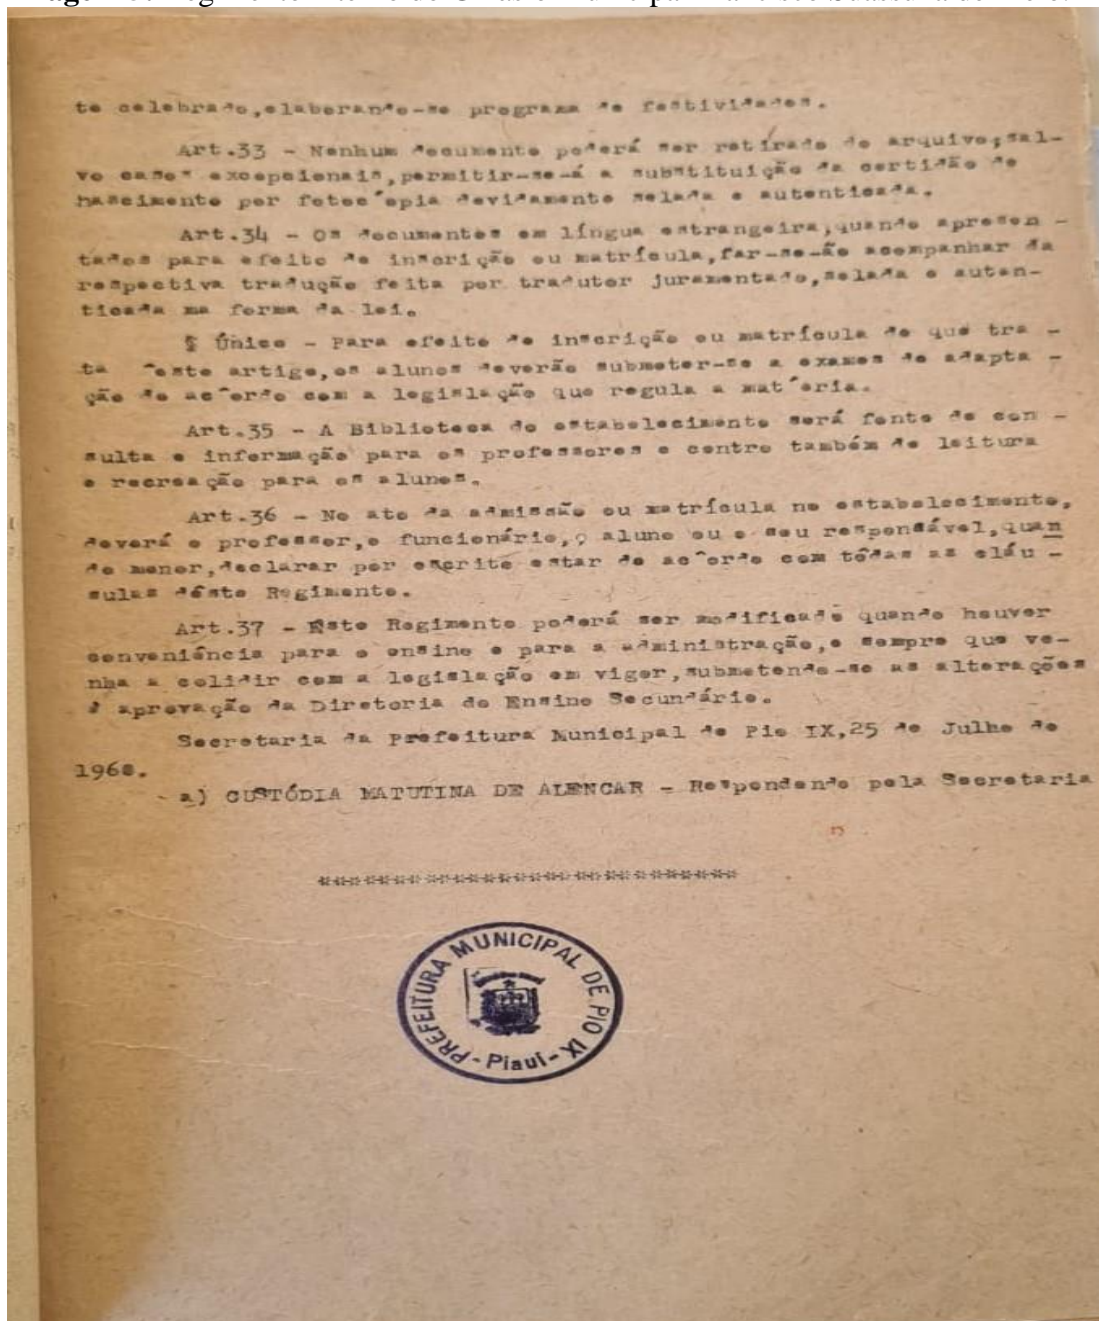 te celebrado,elaborando-se programa de festividades.
Art.33 - Nenhum documento poderá ser retirado do arquivo,sal-
vo casos excepcionais,permitir-se-á a substituição da certidão de
nascimento por fotoc´opia devidamente selada e autenticada.
Art.34 - Os documentos em língua estrangeira,quando apresen -
tados para efeito de inscrição ou matrícula,far-se-ão acompanhar da
respectiva tradução feita por tradutor juramentado,selada e auten-
ticada na forma da lei.
§ Único - Para efeito de inscrição ou matrícula de que tra -
ta este artigo,os alunos deverão submeter-se a exames de adapta -
ção de ac^ordo com a legislação que regula a mat´eria.
Art.35 - A Biblioteca do estabelecimento será fonte de con -
sulta e informação para os professores e centro também de leitura
e recreação para os alunos.
Art.36 - No ato da admissão ou matrícula no estabelecimento,
deverá o professor,o funcionário,o aluno ou o seu responsável,quan
do menor,declarar por escrito estar de ac^ordo com tôdas as cláu -
sulas dêste Regimento.
Art.37 - Este Regimento poderá ser modificado quando houver
conveniência para o ensino e para a administração,e sempre que ve-
nha a colidir com a legislação em vigor,submetendo-se as alterações
à aprovação da Diretoria do Ensino Secundário.
Secretaria da Prefeitura Municipal de Pio IX,25 de Julho de
1968.
a) CUSTÓDIA MATUTINA DE ALENCAR - Respondendo pela Secretaria
PREFEITURA MUNICIPAL DE PIO IX
- Piauí -